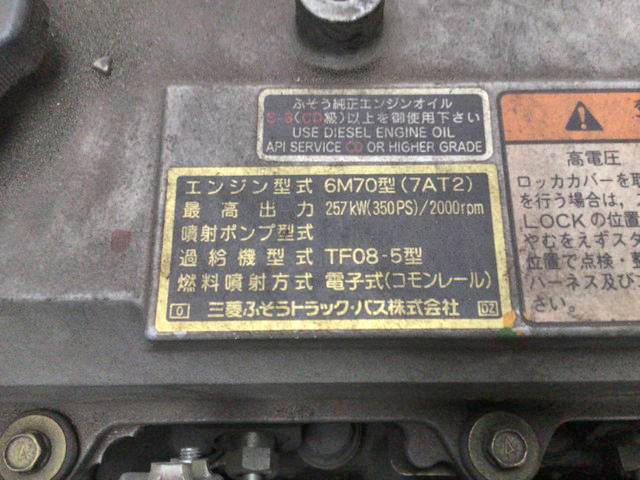 ふそう純正エンジンオイル
S-3(CD級)以上を御使用下さい
USE DIESEL ENGINE OIL
API SERVICE CD OR HIGHER GRADE
エンジン型式 6M70型(7AT2)
最高出力 257kW(350PS)/2000rpm
噴射ポンプ型式
過給機型式 TF08-5型
燃料噴射方式 電子式(コモンレール)
0 三菱ふそうトラック・バス株式会社 DZ
高電圧
ロッカカバーを取
を行う場合は、
LOCKの位置
やむをえずスタ
位置で点検・整
ハーネス及び
さい。